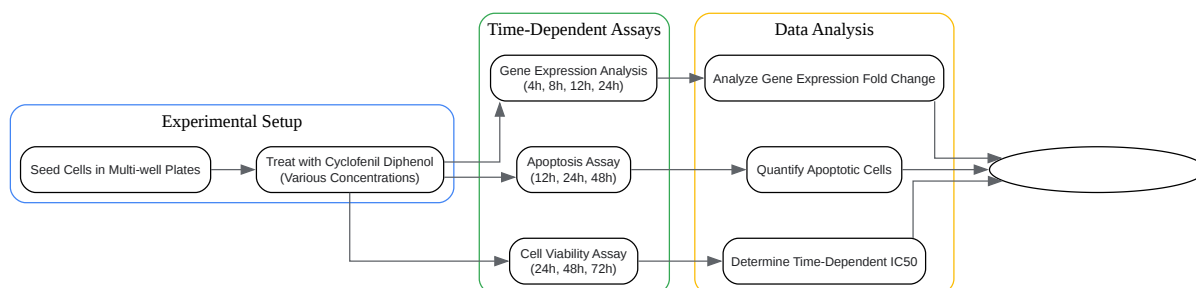 Experimental Setup
Seed Cells in Multi-well Plates
Treat with Cyclofenil Diphenol
(Various Concentrations)
Time-Dependent Assays
Gene Expression Analysis
(4h, 8h, 12h, 24h)
Apoptosis Assay
(12h, 24h, 48h)
Cell Viability Assay
(24h, 48h, 72h)
Data Analysis
Analyze Gene Expression Fold Change
Quantify Apoptotic Cells
Determine Time-Dependent IC50